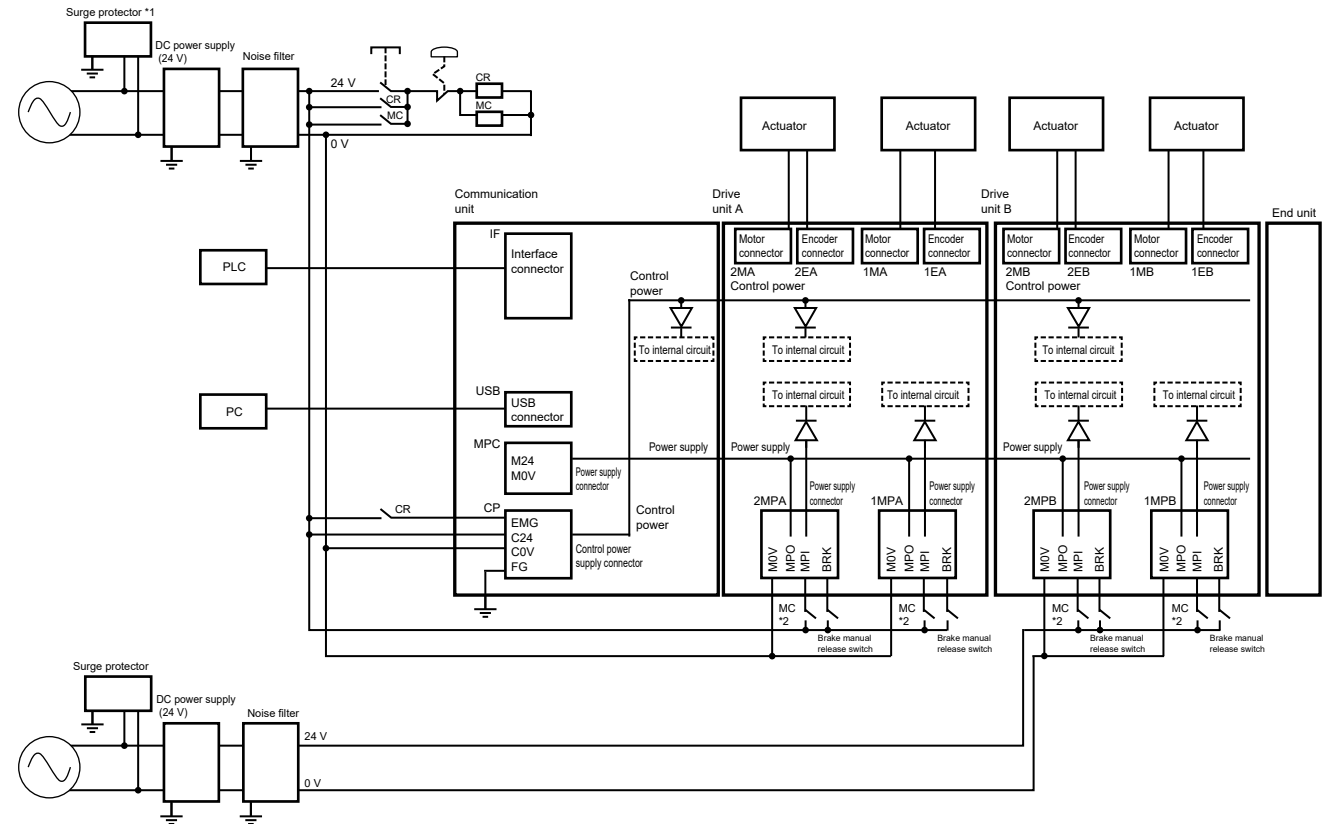 Surge protector *1
DC power supply
(24 V)
Noise filter
24 V
CR
MC
CR
MC
0 V
Actuator
Actuator
Actuator
Actuator
Communication
unit
Drive
unit A
Drive
unit B
End unit
IF
Interface
connector
PLC
Motor
connector
Encoder
connector
Motor
connector
Encoder
connector
Motor
connector
Encoder
connector
Motor
connector
Encoder
connector
2MA
2EA
1MA
1EA
2MB
2EB
1MB
1EB
Control
power
Control power
Control power
To internal circuit
To internal circuit
To internal circuit
To internal circuit
To internal circuit
To internal circuit
To internal circuit
PC
USB
USB
connector
MPC
M24
M0V
Power supply
connector
Power supply
Power supply
Power supply
CR
CP
EMG
C24
C0V
FG
Control power
supply connector
Control
power
2MPA
Power supply
connector
1MPA
Power supply
connector
2MPB
Power supply
connector
1MPB
Power supply
connector
M0V
MPO
MPI
BRK
M0V
MPO
MPI
BRK
M0V
MPO
MPI
BRK
M0V
MPO
MPI
BRK
MC
*2
Brake manual
release switch
MC
*2
Brake manual
release switch
MC
*2
Brake manual
release switch
MC
*2
Brake manual
release switch
Surge protector
DC power supply
(24 V)
Noise filter
24 V
0 V